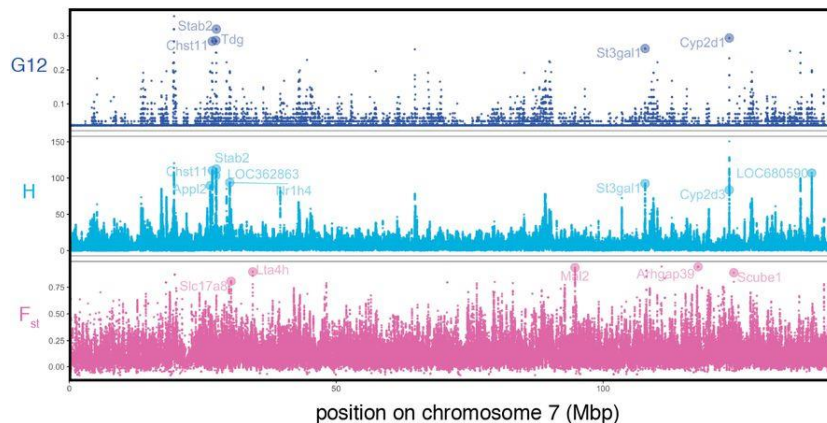 G12
0.3
0.2
0.1
Stab2
Chst11
Tdg
St3gal1
Cyp2d1
H
150
100
50
0
Chst11
Stab2
Appl2
LOC362863
Nr1h4
St3gal1
Cyp2d3
LOC680590
Fst
0.75
0.50
0.25
0.00
Slc17a8
Lta4h
Arhgap39
Scube1
0
50
100
position on chromosome 7 (Mbp)